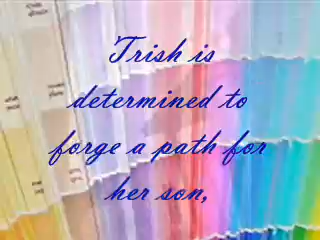 Trish is
determined to
forge a path for
her son,